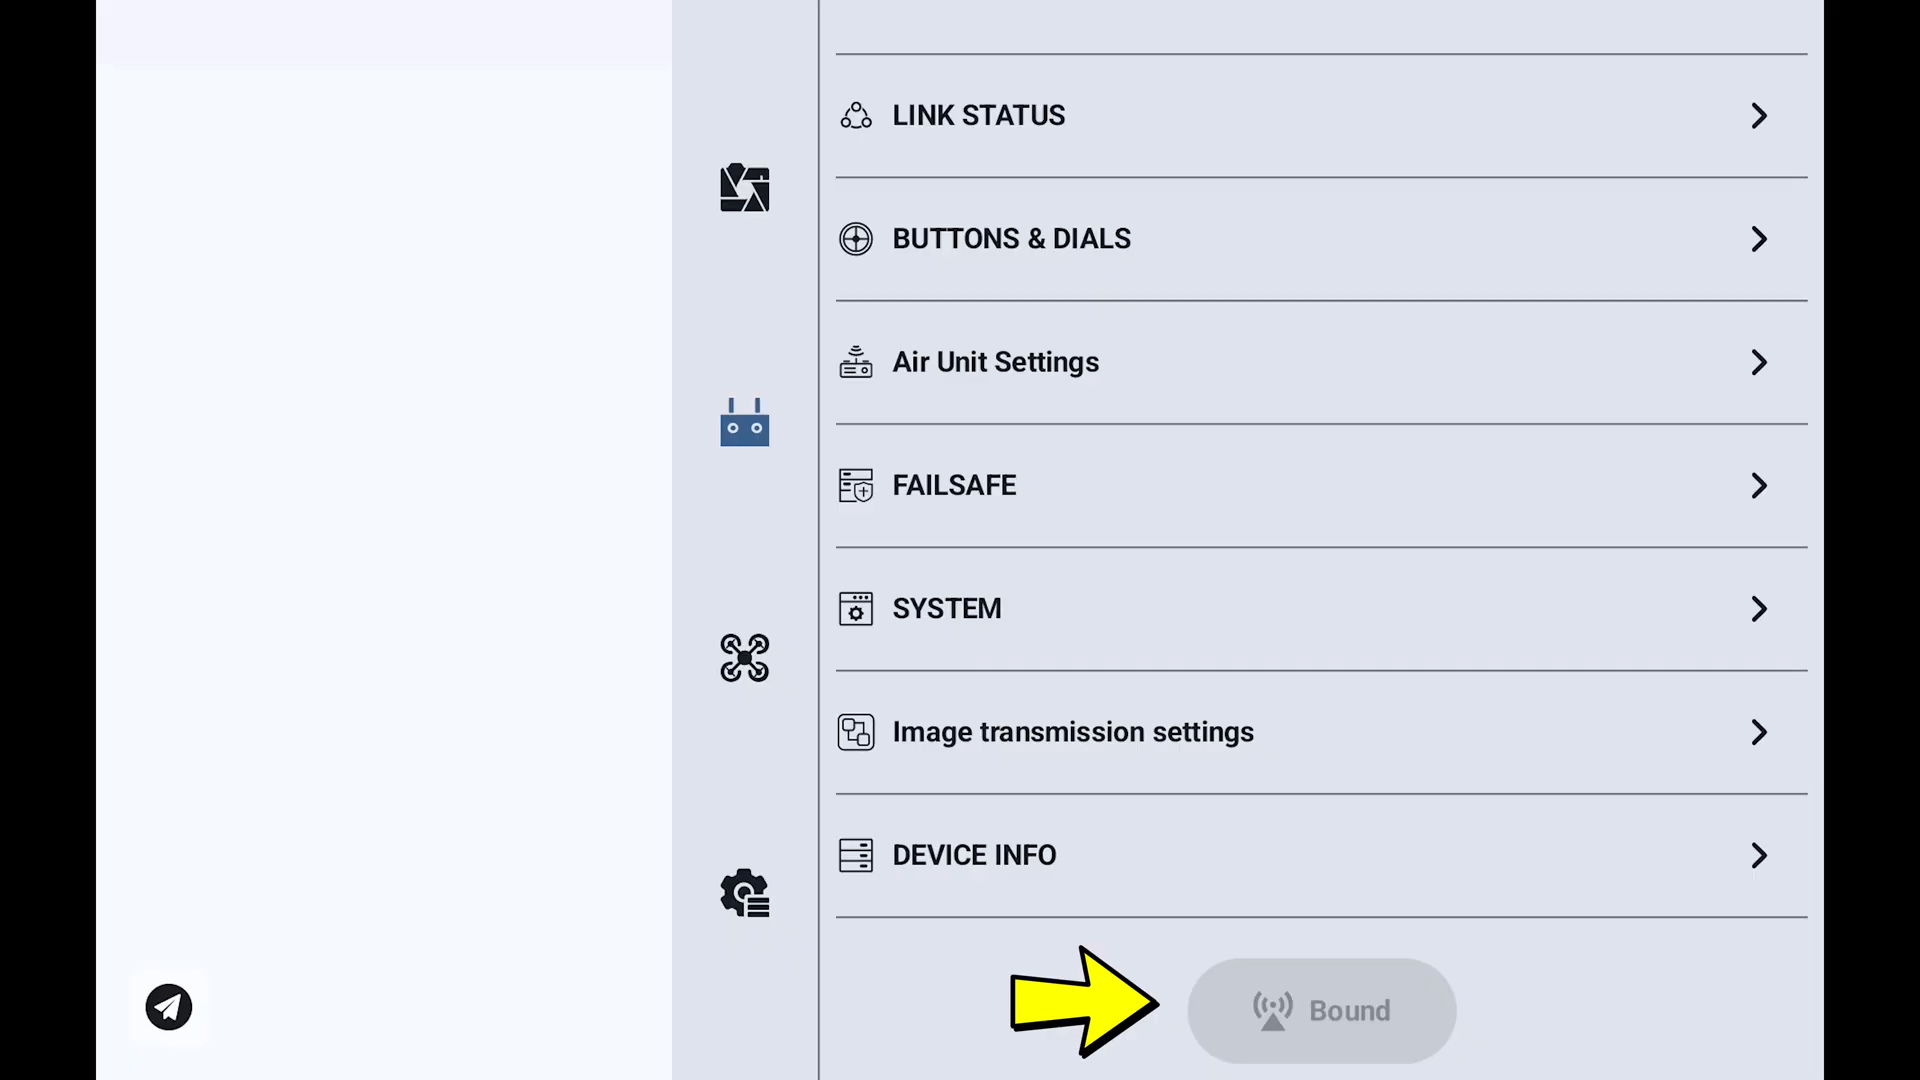 LINK STATUS
BUTTONS & DIALS
Air Unit Settings
FAILSAFE
SYSTEM
Image transmission settings
DEVICE INFO
Bound